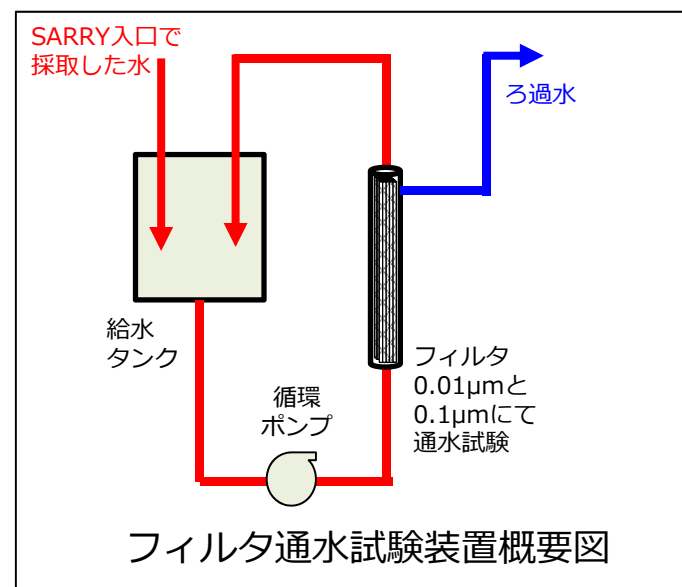 SARRY入口で
採取した水
ろ過水
給水
タンク
循環
ポンプ
フィルタ
0.01μmと
0.1μmにて
通水試験
フィルタ通水試験装置概要図